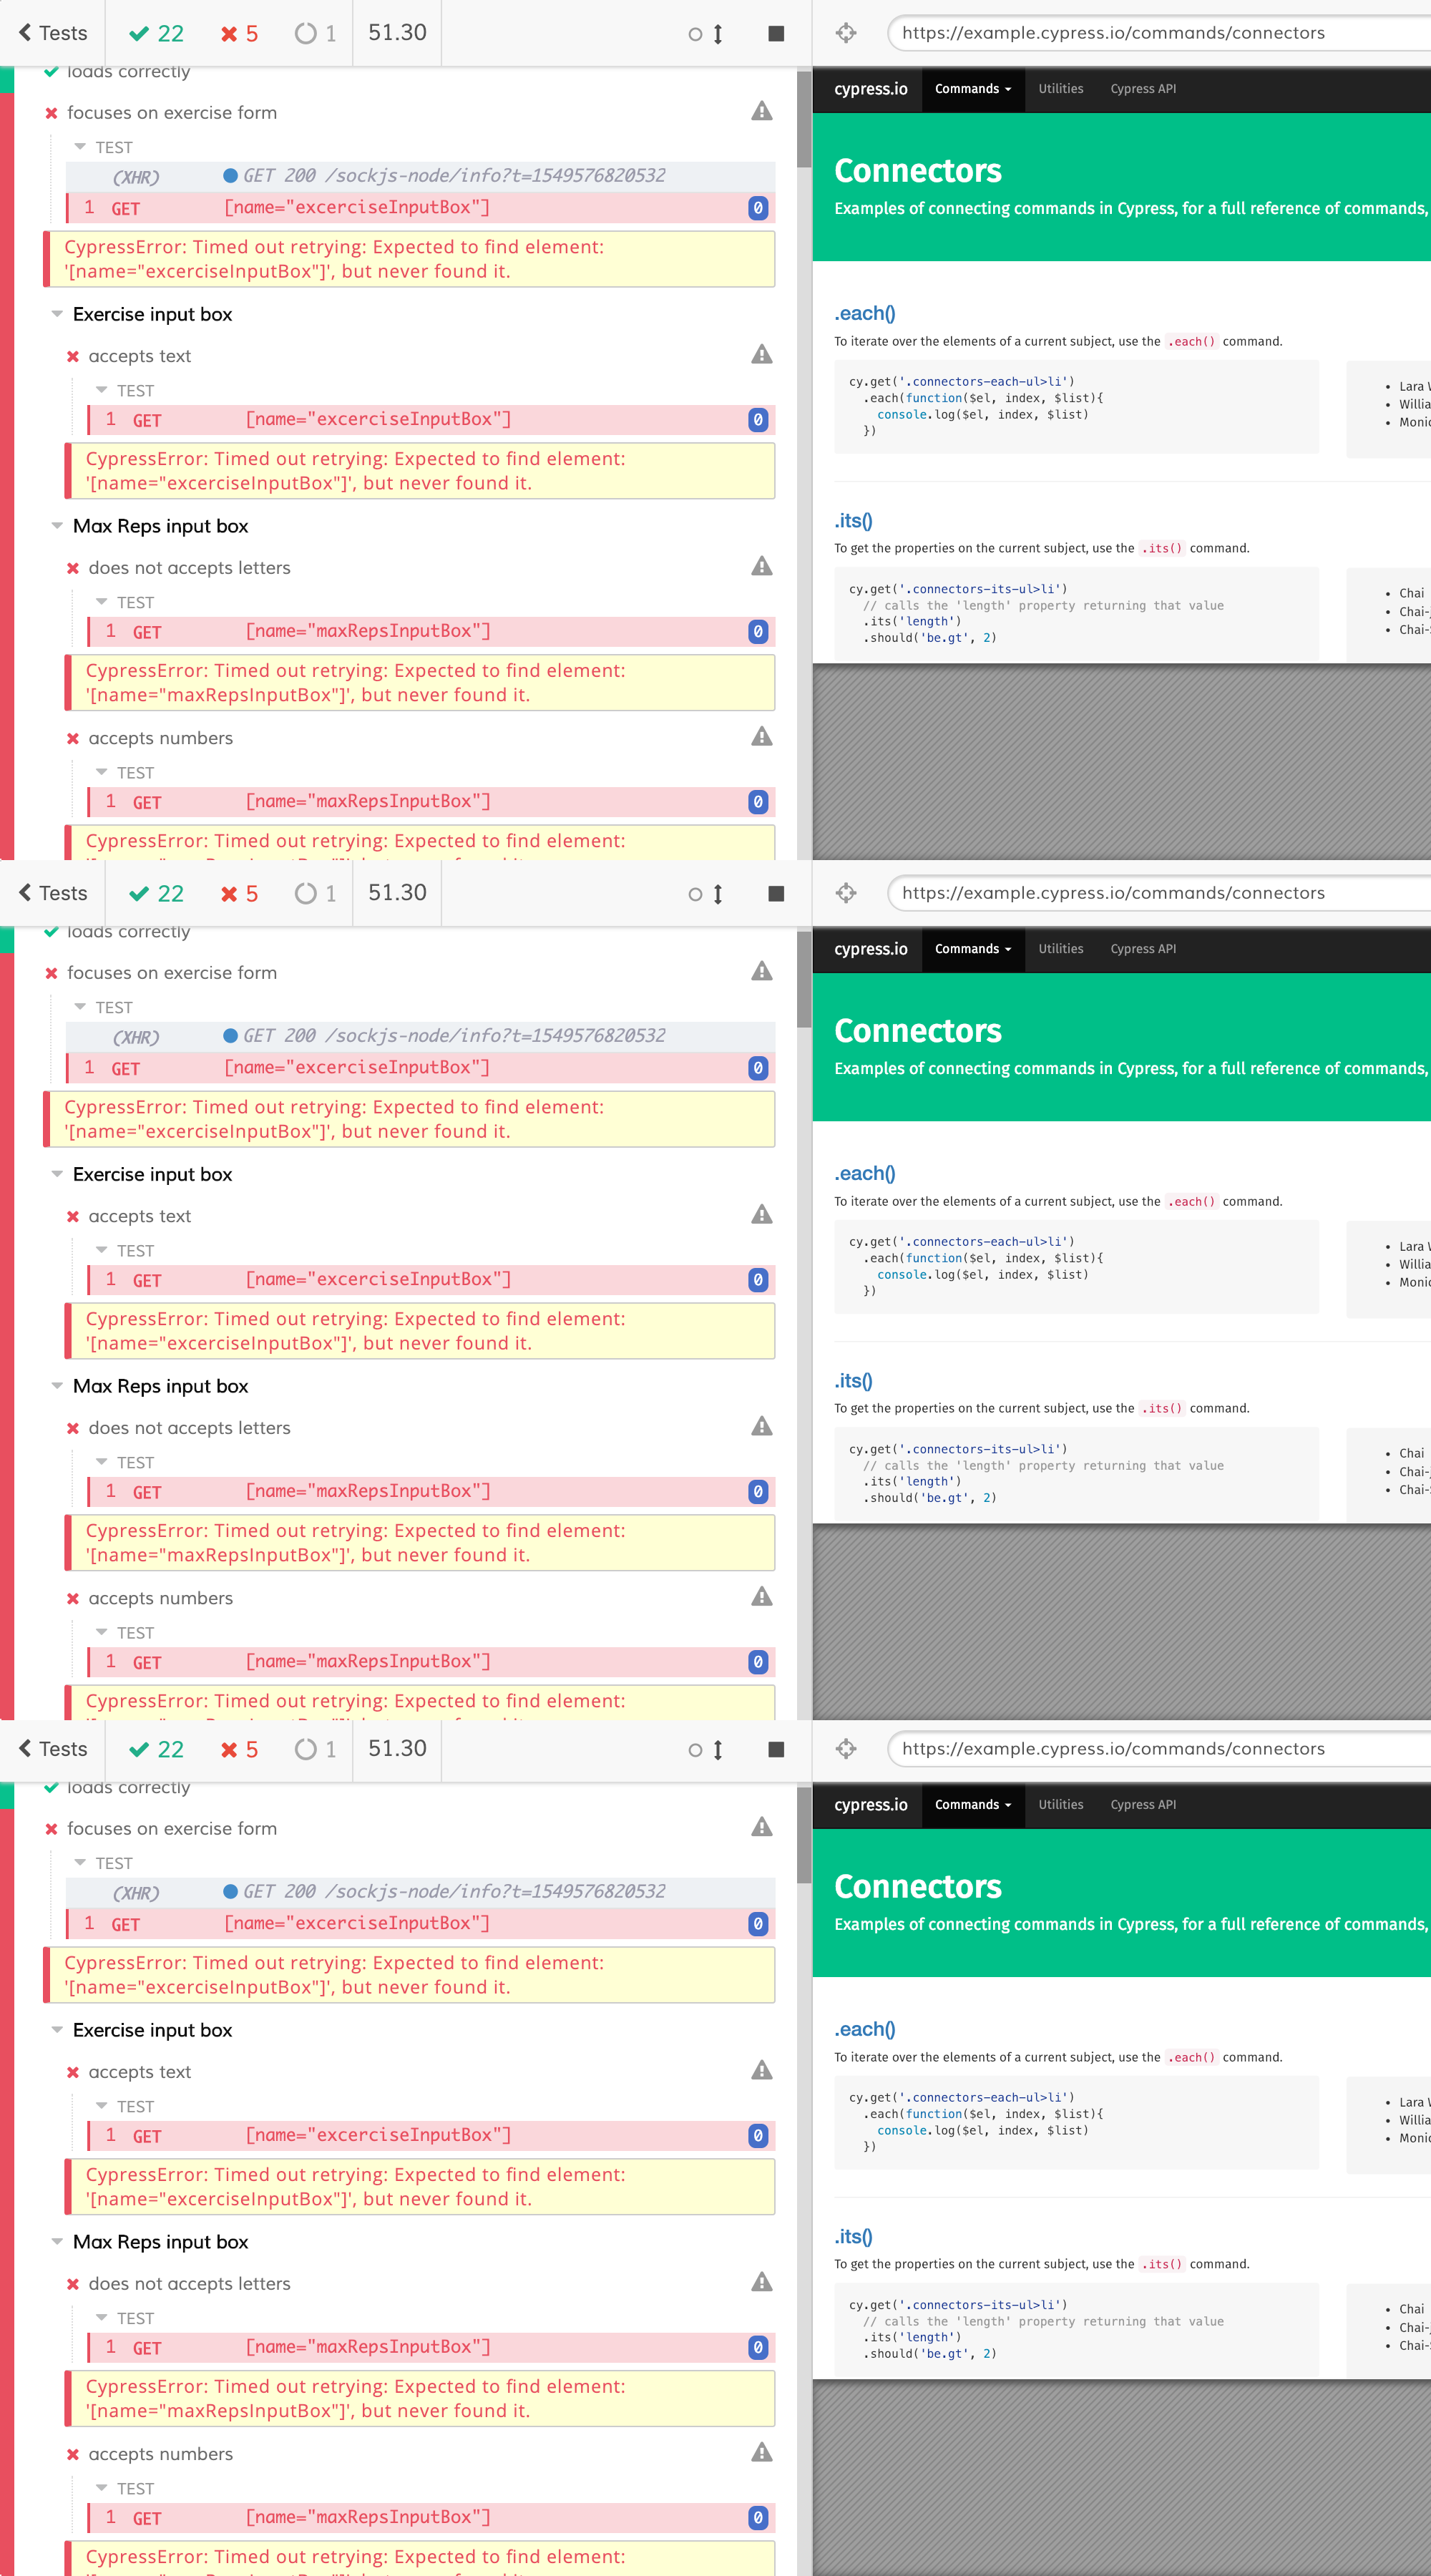 Tests 22 5 1 51.30
loads correctly
focuses on exercise form
TEST
(XHR) GET 200 /sockjs-node/info?t=1549576820532
1 GET [name="excerciseInputBox"] 0
CypressError: Timed out retrying: Expected to find element:
'[name="excerciseInputBox"]', but never found it.
Exercise input box
accepts text
TEST
1 GET [name="excerciseInputBox"] 0
CypressError: Timed out retrying: Expected to find element:
'[name="excerciseInputBox"]', but never found it.
Max Reps input box
does not accepts letters
TEST
1 GET [name="maxRepsInputBox"] 0
CypressError: Timed out retrying: Expected to find element:
'[name="maxRepsInputBox"]', but never found it.
accepts numbers
TEST
1 GET [name="maxRepsInputBox"] 0
CypressError: Timed out retrying: Expected to find element:
https://example.cypress.io/commands/connectors
cypress.io Commands Utilities Cypress API
Connectors
Examples of connecting commands in Cypress, for a full reference of commands,
.each()
To iterate over the elements of a current subject, use the .each() command.
cy.get('.connectors-each-ul>li')
.each(function($el, index, $list){
console.log($el, index, $list)
})
Lara
.its()
To get the properties on the current subject, use the .its() command.
cy.get('.connectors-its-ul>li')
// calls the 'length' property returning that value
.its('length')
.should('be.gt', 2)
Chai
Tests 22 5 1 51.30
loads correctly
focuses on exercise form
TEST
(XHR) GET 200 /sockjs-node/info?t=1549576820532
1 GET [name="excerciseInputBox"] 0
CypressError: Timed out retrying: Expected to find element:
'[name="excerciseInputBox"]', but never found it.
Exercise input box
accepts text
TEST
1 GET [name="excerciseInputBox"] 0
CypressError: Timed out retrying: Expected to find element:
'[name="excerciseInputBox"]', but never found it.
Max Reps input box
does not accepts letters
TEST
1 GET [name="maxRepsInputBox"] 0
CypressError: Timed out retrying: Expected to find element:
'[name="maxRepsInputBox"]', but never found it.
accepts numbers
TEST
1 GET [name="maxRepsInputBox"] 0
CypressError: Timed out retrying: Expected to find element:
https://example.cypress.io/commands/connectors
cypress.io Commands Utilities Cypress API
Connectors
Examples of connecting commands in Cypress, for a full reference of commands,
.each()
To iterate over the elements of a current subject, use the .each() command.
cy.get('.connectors-each-ul>li')
.each(function($el, index, $list){
console.log($el, index, $list)
})
Lara
.its()
To get the properties on the current subject, use the .its() command.
cy.get('.connectors-its-ul>li')
// calls the 'length' property returning that value
.its('length')
.should('be.gt', 2)
Chai
Tests 22 5 1 51.30
loads correctly
focuses on exercise form
TEST
(XHR) GET 200 /sockjs-node/info?t=1549576820532
1 GET [name="excerciseInputBox"] 0
CypressError: Timed out retrying: Expected to find element:
'[name="excerciseInputBox"]', but never found it.
Exercise input box
accepts text
TEST
1 GET [name="excerciseInputBox"] 0
CypressError: Timed out retrying: Expected to find element:
'[name="excerciseInputBox"]', but never found it.
Max Reps input box
does not accepts letters
TEST
1 GET [name="maxRepsInputBox"] 0
CypressError: Timed out retrying: Expected to find element:
'[name="maxRepsInputBox"]', but never found it.
accepts numbers
TEST
1 GET [name="maxRepsInputBox"] 0
CypressError: Timed out retrying: Expected to find element:
https://example.cypress.io/commands/connectors
cypress.io Commands Utilities Cypress API
Connectors
Examples of connecting commands in Cypress, for a full reference of commands,
.each()
To iterate over the elements of a current subject, use the .each() command.
cy.get('.connectors-each-ul>li')
.each(function($el, index, $list){
console.log($el, index, $list)
})
Lara
.its()
To get the properties on the current subject, use the .its() command.
cy.get('.connectors-its-ul>li')
// calls the 'length' property returning that value
.its('length')
.should('be.gt', 2)
Chai